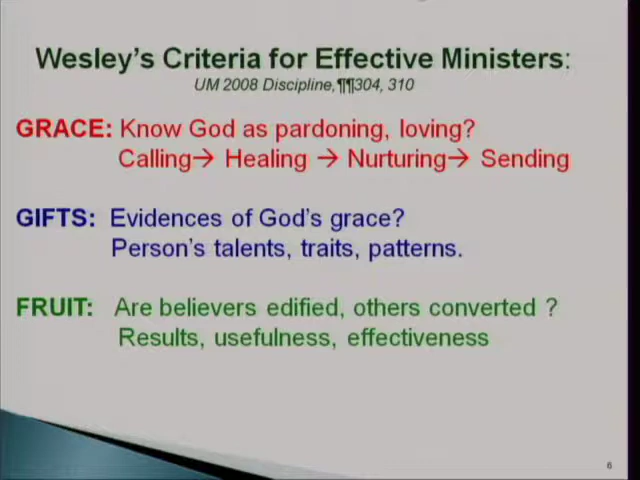 Wesley's Criteria for Effective Ministers:
UM 2008 Discipline,¶¶304, 310
GRACE: Know God as pardoning, loving?
Calling→ Healing → Nurturing→ Sending
GIFTS: Evidences of God's grace?
Person's talents, traits, patterns.
FRUIT: Are believers edified, others converted ?
Results, usefulness, effectiveness
6